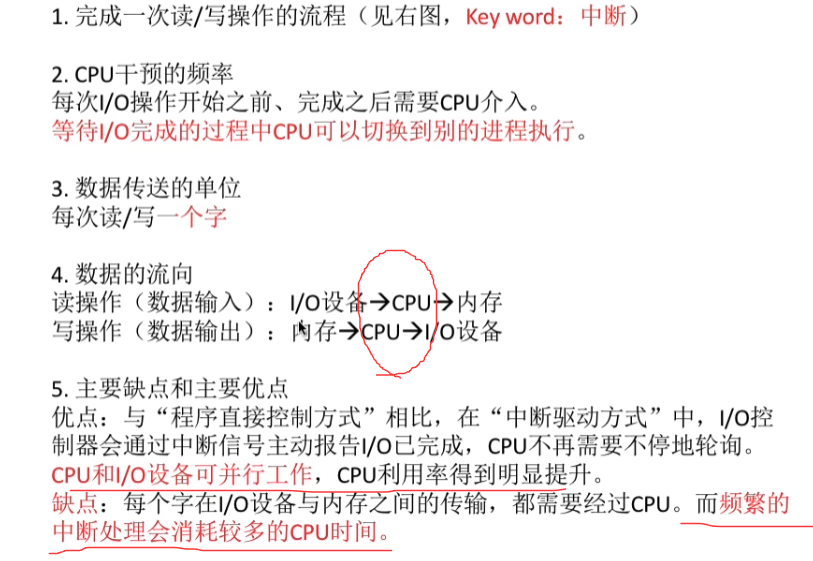 1. 完成一次读/写操作的流程（见右图，Key word：中断）
2. CPU干预的频率
每次I/O操作开始之前、完成之后需要CPU介入。
等待I/O完成的过程中CPU可以切换到别的进程执行。
3. 数据传送的单位
每次读/写一个字
4. 数据的流向
读操作（数据输入）：I/O设备→CPU→内存
写操作（数据输出）：内存→CPU→I/O设备
5. 主要缺点和主要优点
优点：与“程序直接控制方式”相比，在“中断驱动方式”中，I/O控
制器会通过中断信号主动报告I/O已完成，CPU不再需要不停地轮询。
CPU和I/O设备可并行工作，CPU利用率得到明显提升。
缺点：每个字在I/O设备与内存之间的传输，都需要经过CPU。而频繁的
中断处理会消耗较多的CPU时间。